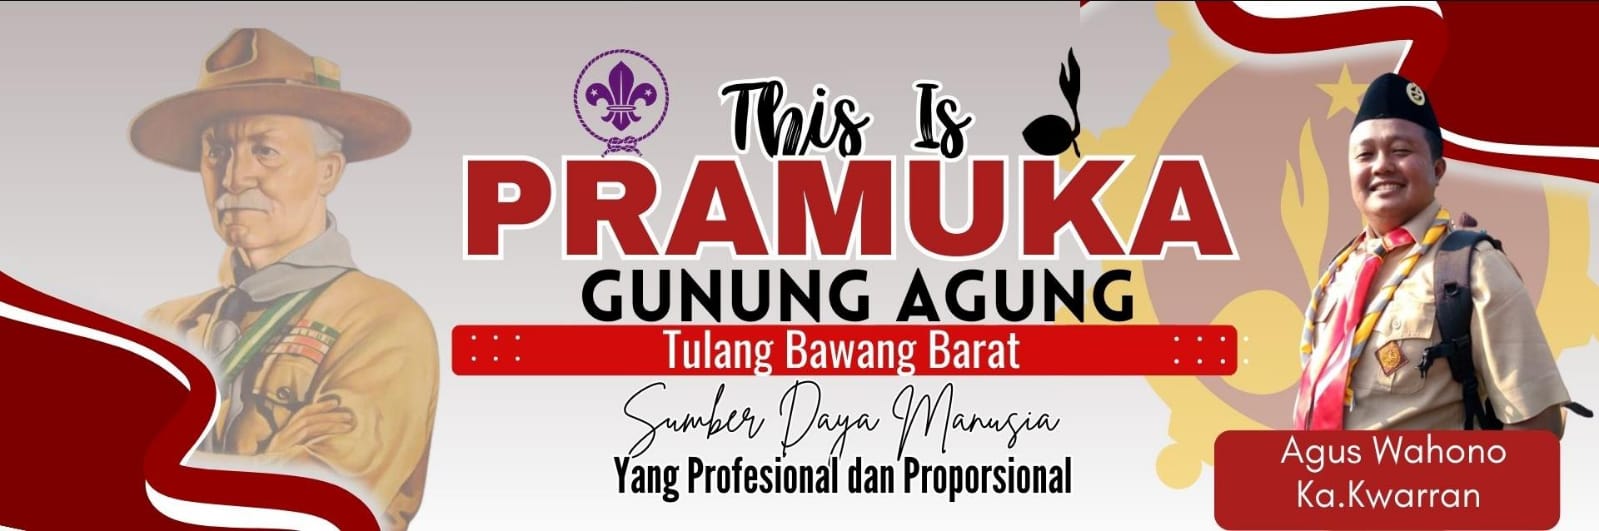 This Is
PRAMUKA
GUNUNG AGUNG
Tulang Bawang Barat
Sumber Daya Manusia
Yang Profesional dan Proporsional
Agus Wahono
Ka.Kwarran